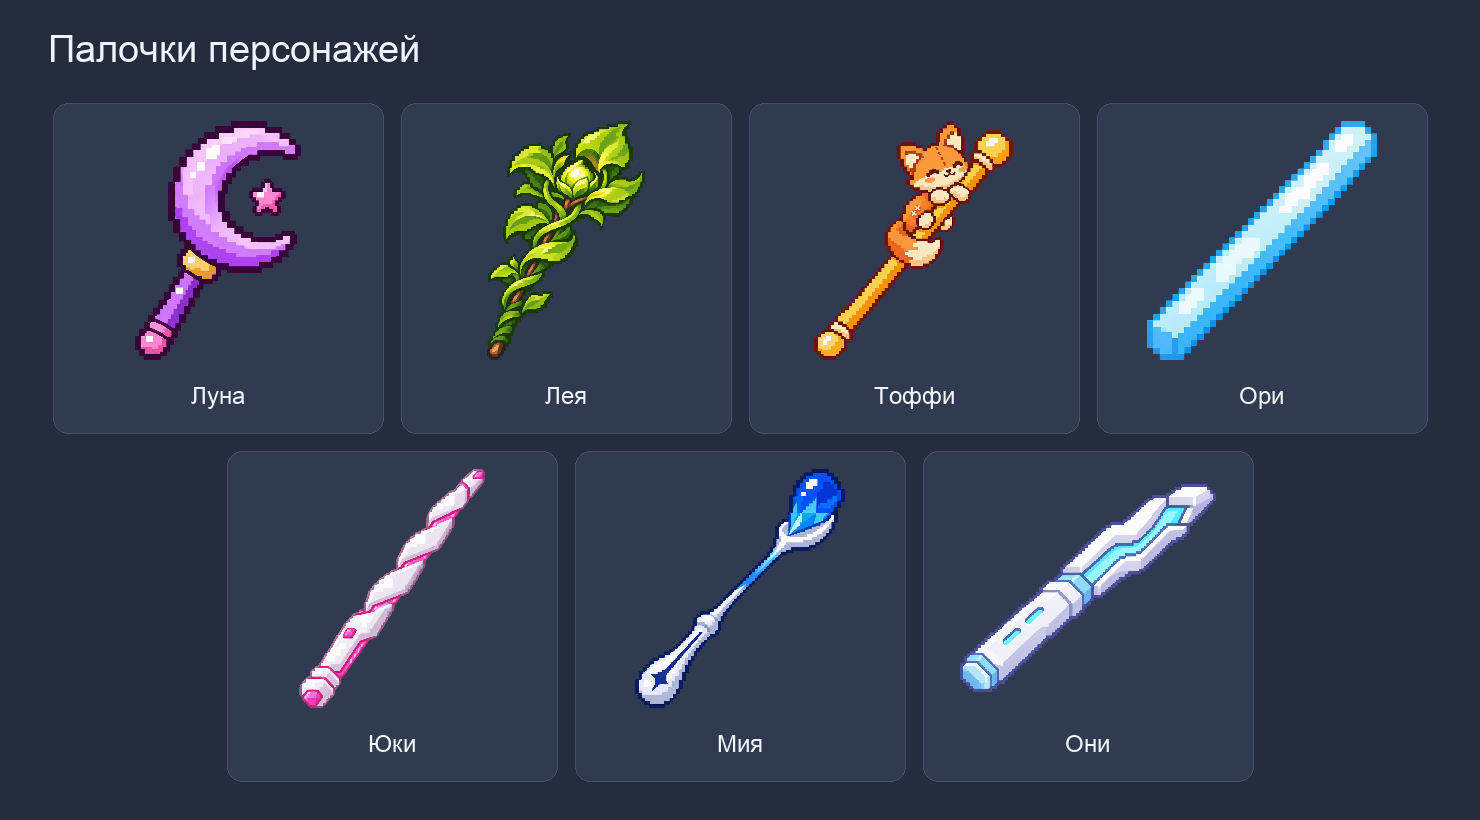 Палочки персонажей
Луна
Лея
Тоффи
Ори
Юки
Мия
Они